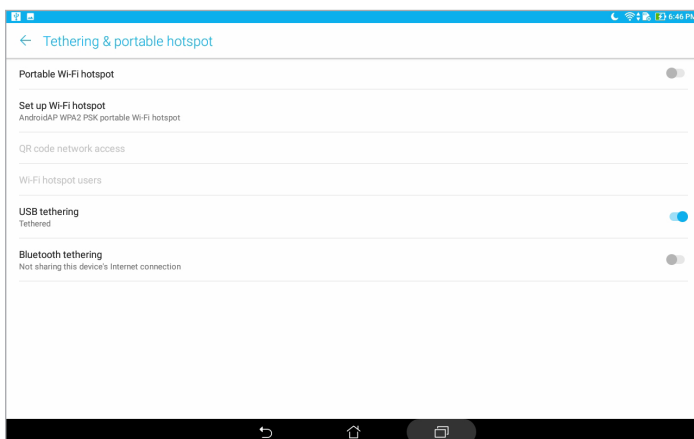 6:46 PM
Tethering & portable hotspot
Portable Wi-Fi hotspot
Set up Wi-Fi hotspot
AndroidAP WPA2 PSK portable Wi-Fi hotspot
QR code network access
Wi-Fi hotspot users
USB tethering
Tethered
Bluetooth tethering
Not sharing this device's Internet connection